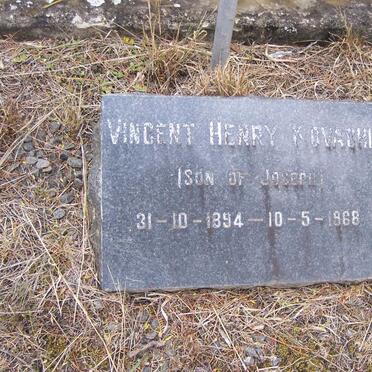 VINCENT HENRY
(SON OF JOSEPH)
31-10-1894-10-5-1968